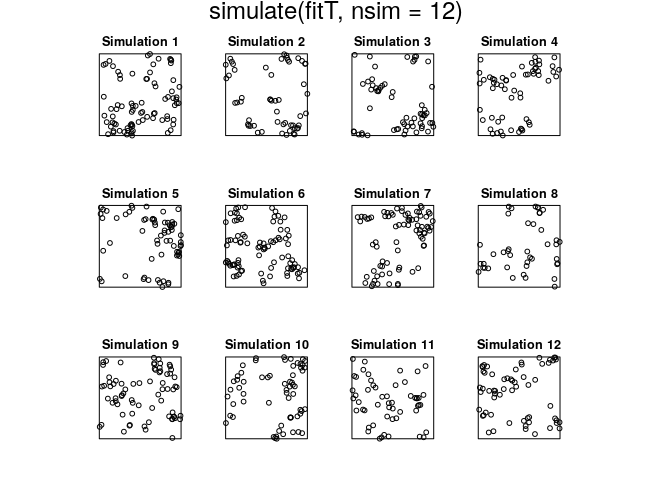 simulate(fitT, nsim = 12)
Simulation 1 Simulation 2 Simulation 3 Simulation 4
Simulation 5 Simulation 6 Simulation 7 Simulation 8
Simulation 9 Simulation 10 Simulation 11 Simulation 12